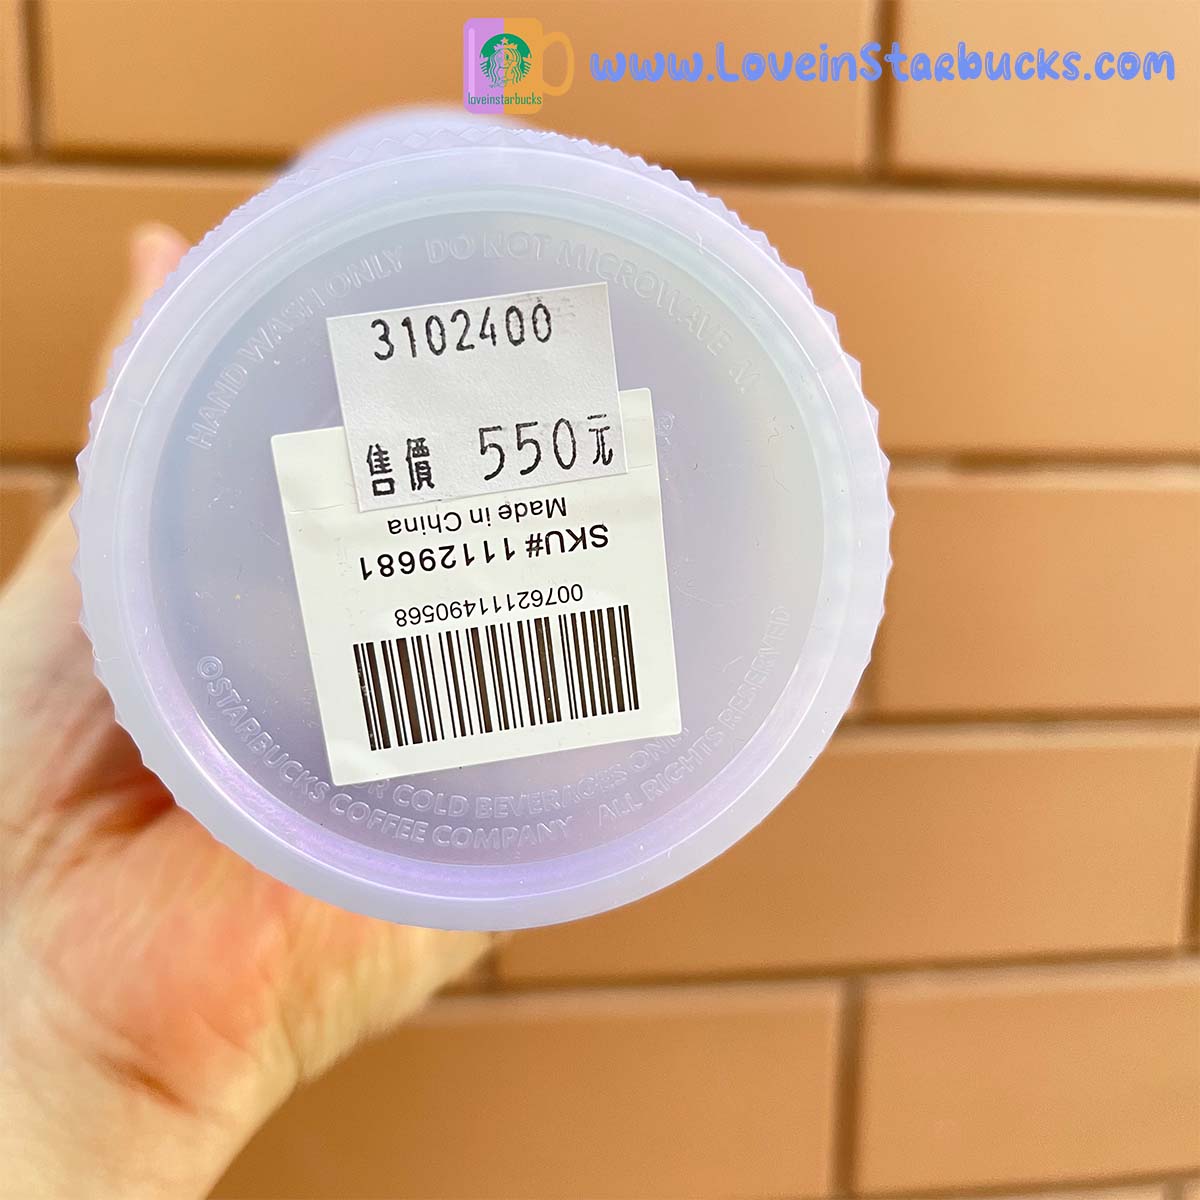 www.LoveinStarbucks.com
loveinstarbucks
HAND WASH ONLY DO NOT MICROWAVE
3102400
售價 550元
Made in China
SKU# 11129681
00762111490568
FOR COLD BEVERAGES ONLY
©STARBUCKS COFFEE COMPANY ALL RIGHTS RESERVED